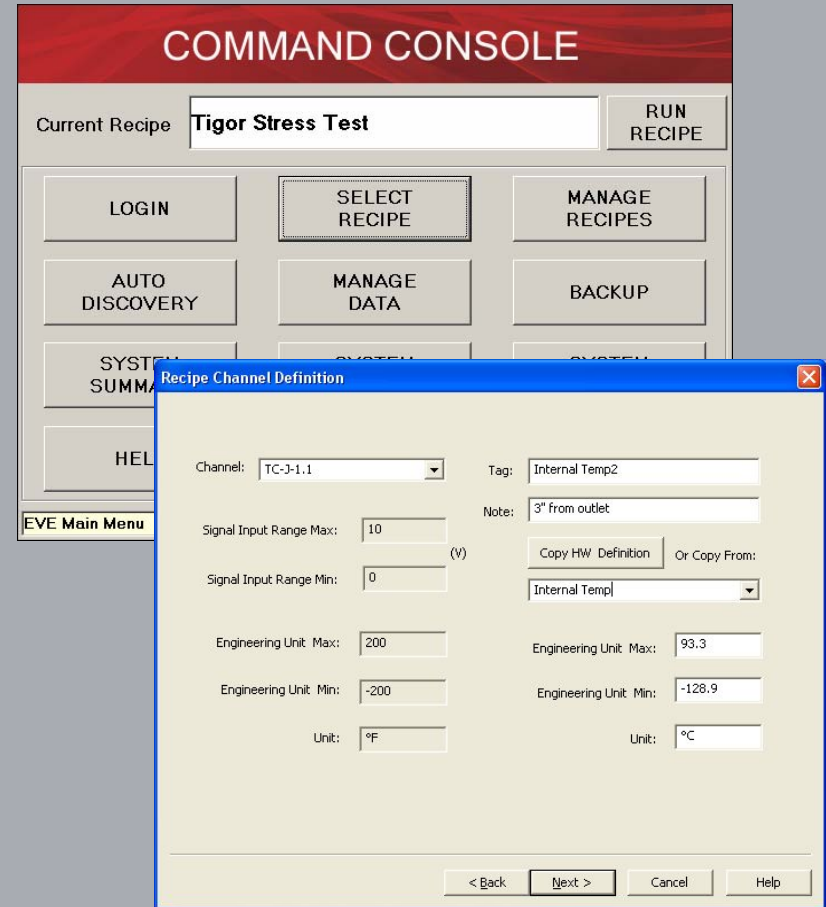 COMMAND CONSOLE
Current Recipe
Tigor Stress Test
RUN
RECIPE
LOGIN
SELECT
RECIPE
MANAGE
RECIPES
AUTO
DISCOVERY
MANAGE
DATA
BACKUP
Recipe Channel Definition
EVE Main Menu
Channel:
TC-J-1.1
Tag:
Internal Temp2
Note:
3" from outlet
Signal Input Range Max:
10
(V)
Copy HW Definition
Or Copy From:
Signal Input Range Min:
0
Internal Temp
Engineering Unit Max:
200
Engineering Unit Max:
93.3
Engineering Unit Min:
-200
Engineering Unit Min:
-128.9
Unit:
°F
Unit:
°C
< Back
Next >
Cancel
Help